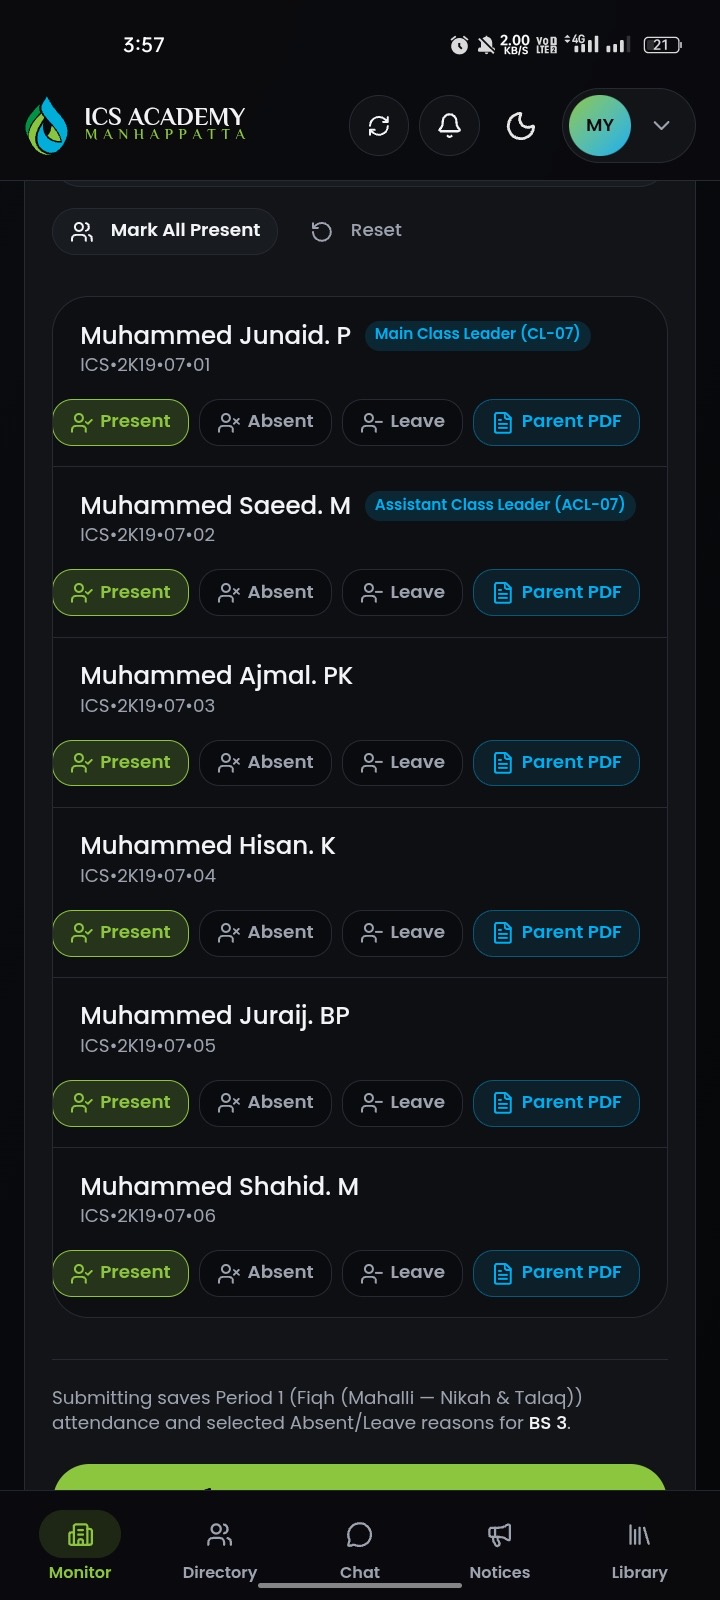 3:57
2.00 KB/S
Vo LTE 2
4G
21
ICS ACADEMY
MANHAPPATTA
MY
Mark All Present
Reset
Muhammed Junaid. P Main Class Leader (CL-07)
ICS•2K19•07•01
Present Absent Leave Parent PDF
Muhammed Saeed. M Assistant Class Leader (ACL-07)
ICS•2K19•07•02
Present Absent Leave Parent PDF
Muhammed Ajmal. PK
ICS•2K19•07•03
Present Absent Leave Parent PDF
Muhammed Hisan. K
ICS•2K19•07•04
Present Absent Leave Parent PDF
Muhammed Juraij. BP
ICS•2K19•07•05
Present Absent Leave Parent PDF
Muhammed Shahid. M
ICS•2K19•07•06
Present Absent Leave Parent PDF
Submitting saves Period 1 (Fiqh (Mahalli — Nikah & Talaq))
attendance and selected Absent/Leave reasons for BS 3.
Monitor Directory Chat Notices Library